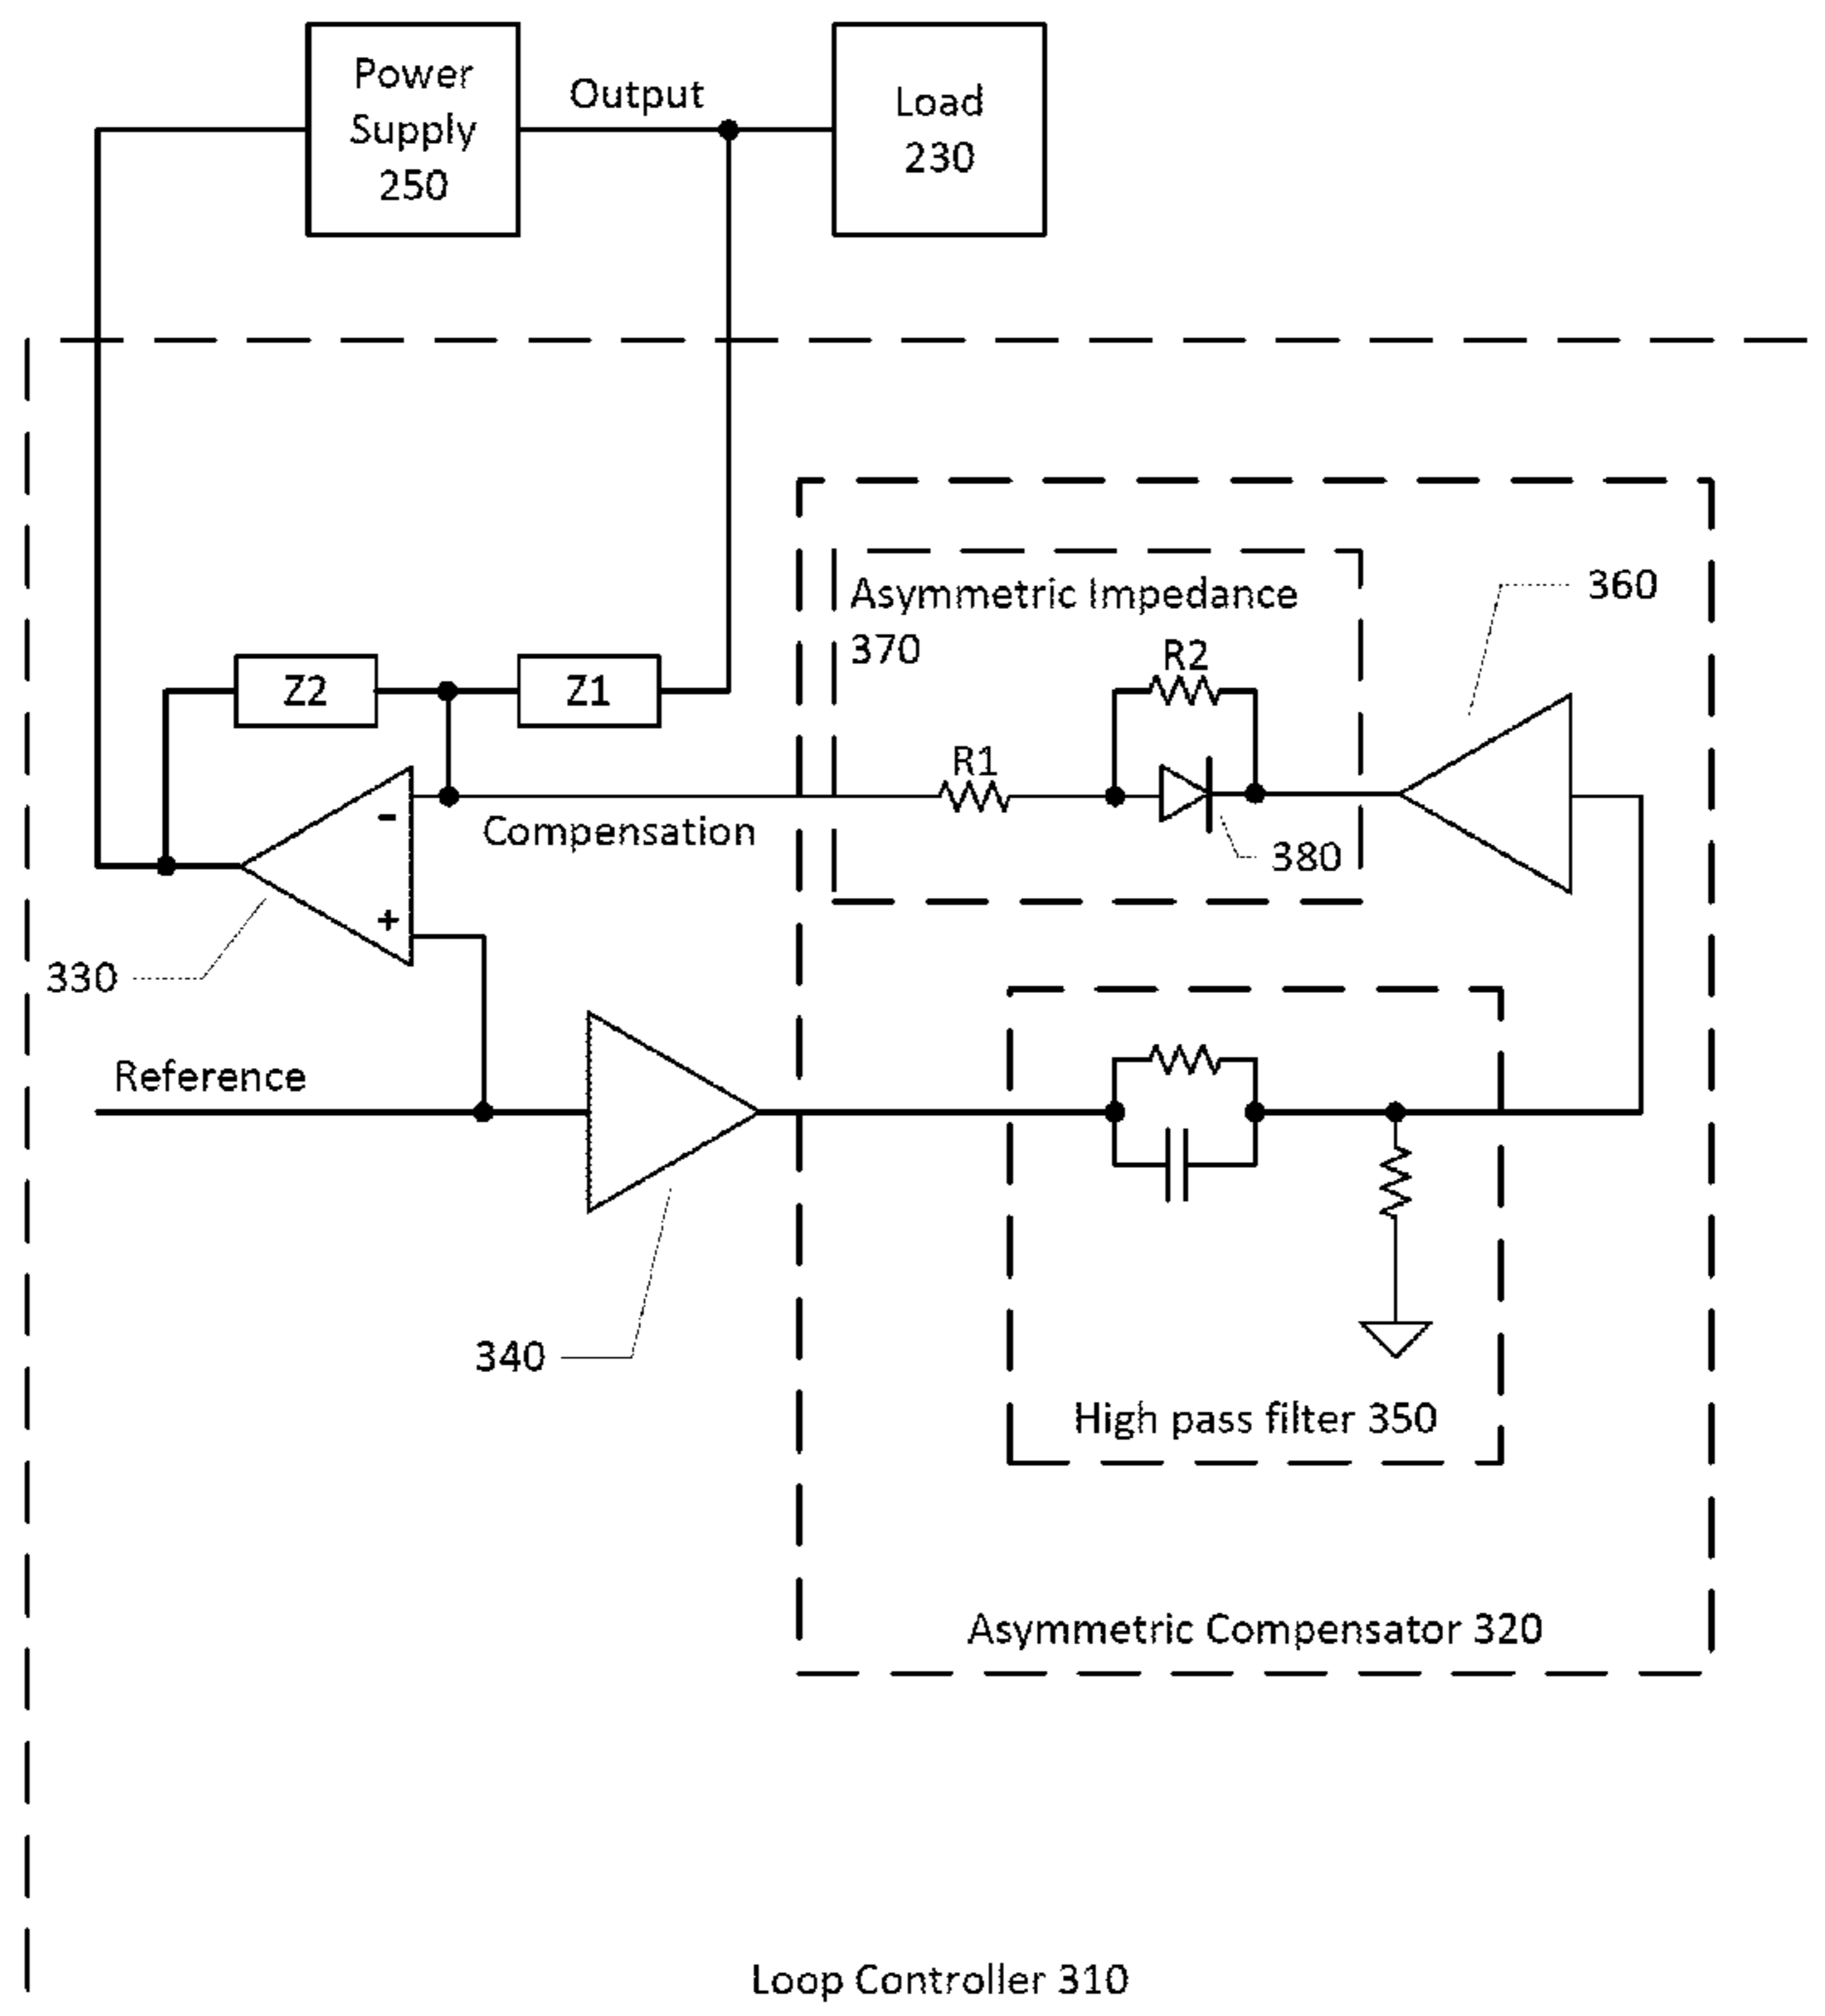 Power
Supply
250
Output
Load
230
Asymmetric Impedance
370
360
R2
Z2
Z1
R1
-
Compensation
380
+
330
Reference
340
High pass filter 350
Asymmetric Compensator 320
Loop Controller 310